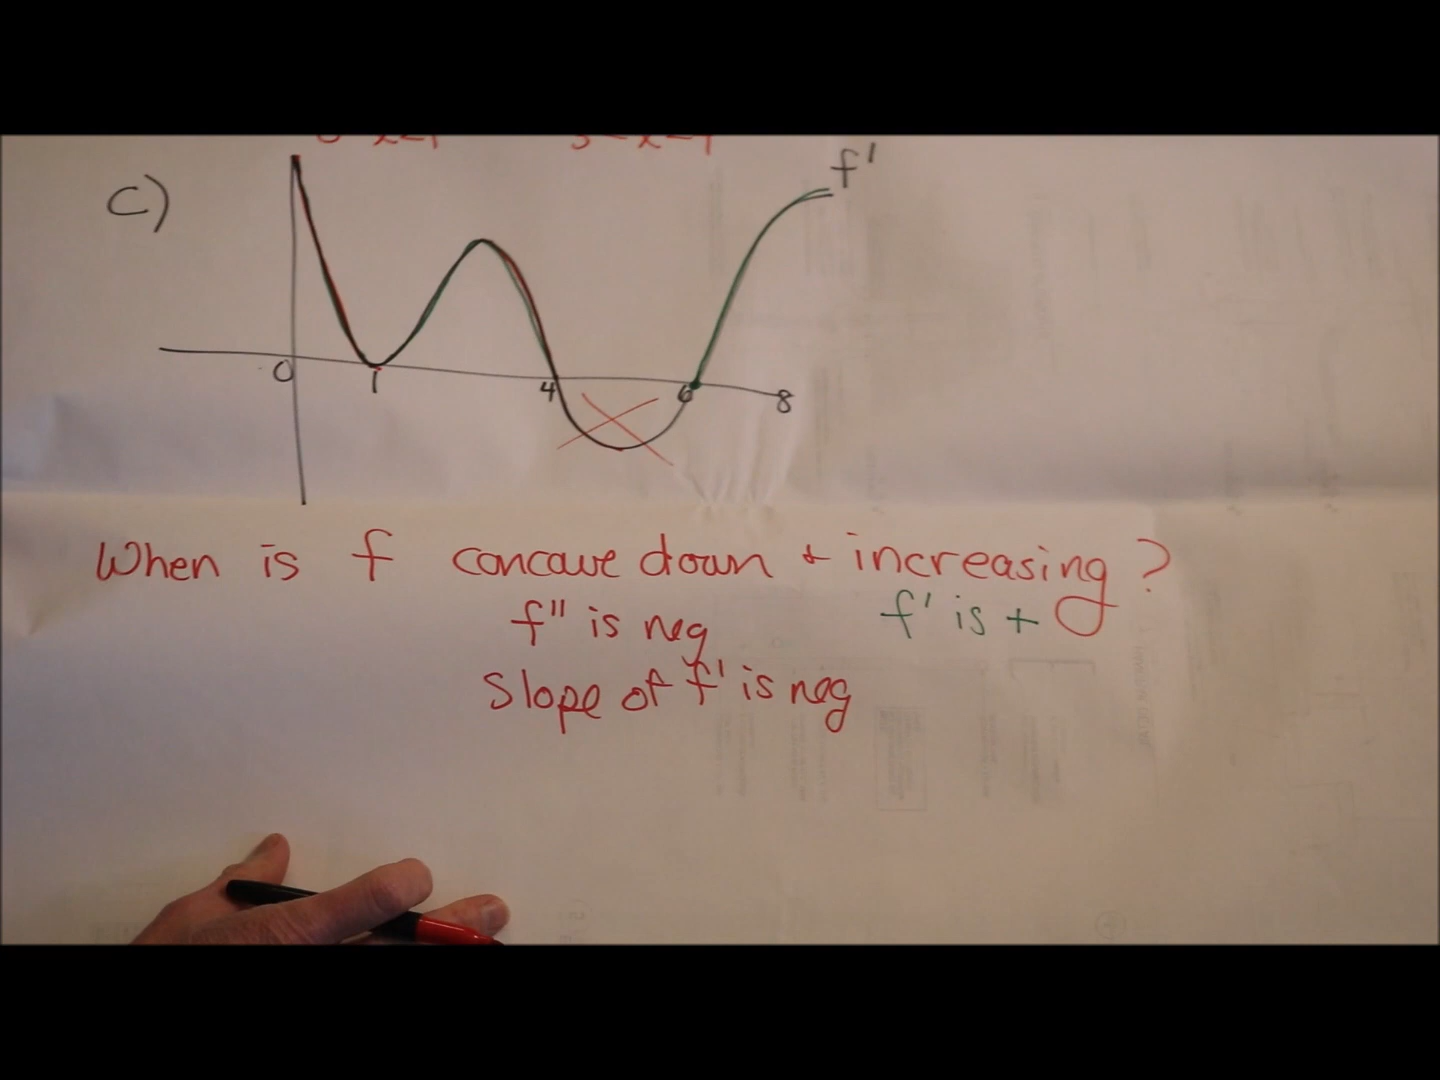 f'
c)
0 1 4 6 8
When is f concave down + increasing?
f" is neg f' is +
Slope of f' is neg